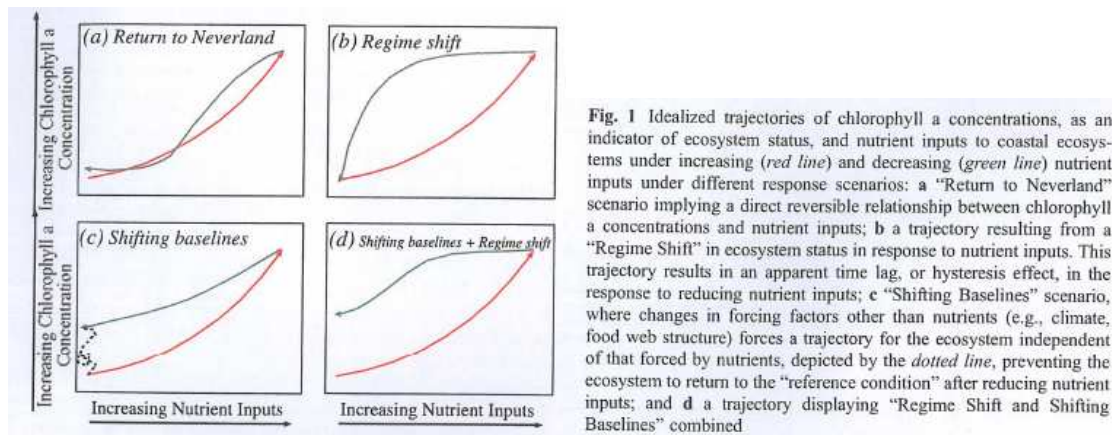 (a) Return to Neverland
(b) Regime shift
Increasing Chlorophyll a
Concentration
(c) Shifting baselines
(d) Shifting baselines + Regime shift
Increasing Chlorophyll a
Concentration
Increasing Nutrient Inputs
Increasing Nutrient Inputs
Fig. 1 Idealized trajectories of chlorophyll a concentrations, as an
indicator of ecosystem status, and nutrient inputs to coastal ecosys-
tems under increasing (red line) and decreasing (green line) nutrient
inputs under different response scenarios: a “Return to Neverland”
scenario implying a direct reversible relationship between chlorophyll
a concentrations and nutrient inputs; b a trajectory resulting from a
“Regime Shift” in ecosystem status in response to nutrient inputs. This
trajectory results in an apparent time lag, or hysteresis effect, in the
response to reducing nutrient inputs; c “Shifting Baselines” scenario,
where changes in forcing factors other than nutrients (e.g., climate,
food web structure) forces a trajectory for the ecosystem independent
of that forced by nutrients, depicted by the dotted line, preventing the
ecosystem to return to the “reference condition” after reducing nutrient
inputs; and d a trajectory displaying “Regime Shift and Shifting
Baselines” combined